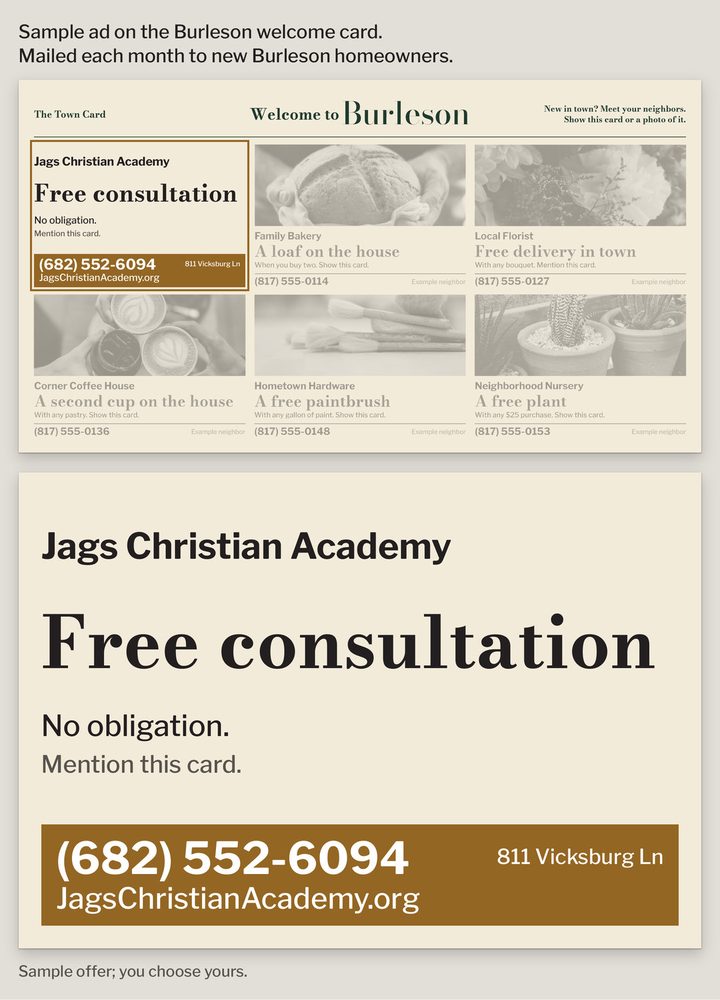 Sample ad on the Burleson welcome card.
Mailed each month to new Burleson homeowners.
The Town Card
Welcome to Burleson
New in town? Meet your neighbors.
Show this card or a photo of it.
Jags Christian Academy
Free consultation
No obligation.
Mention this card.
(682) 552-6094
811 Vicksburg Ln
JagsChristianAcademy.org
Family Bakery
A loaf on the house
When you buy two. Show this card.
(817) 555-0114
Example neighbor
Local Florist
Free delivery in town
With any bouquet. Mention this card.
(817) 555-0127
Example neighbor
Corner Coffee House
A second cup on the house
With any pastry. Show this card.
(817) 555-0136
Example neighbor
Hometown Hardware
A free paintbrush
With any gallon of paint. Show this card.
(817) 555-0148
Example neighbor
Neighborhood Nursery
A free plant
With any $25 purchase. Show this card.
(817) 555-0153
Example neighbor
Jags Christian Academy
Free consultation
No obligation.
Mention this card.
(682) 552-6094
811 Vicksburg Ln
JagsChristianAcademy.org
Sample offer; you choose yours.